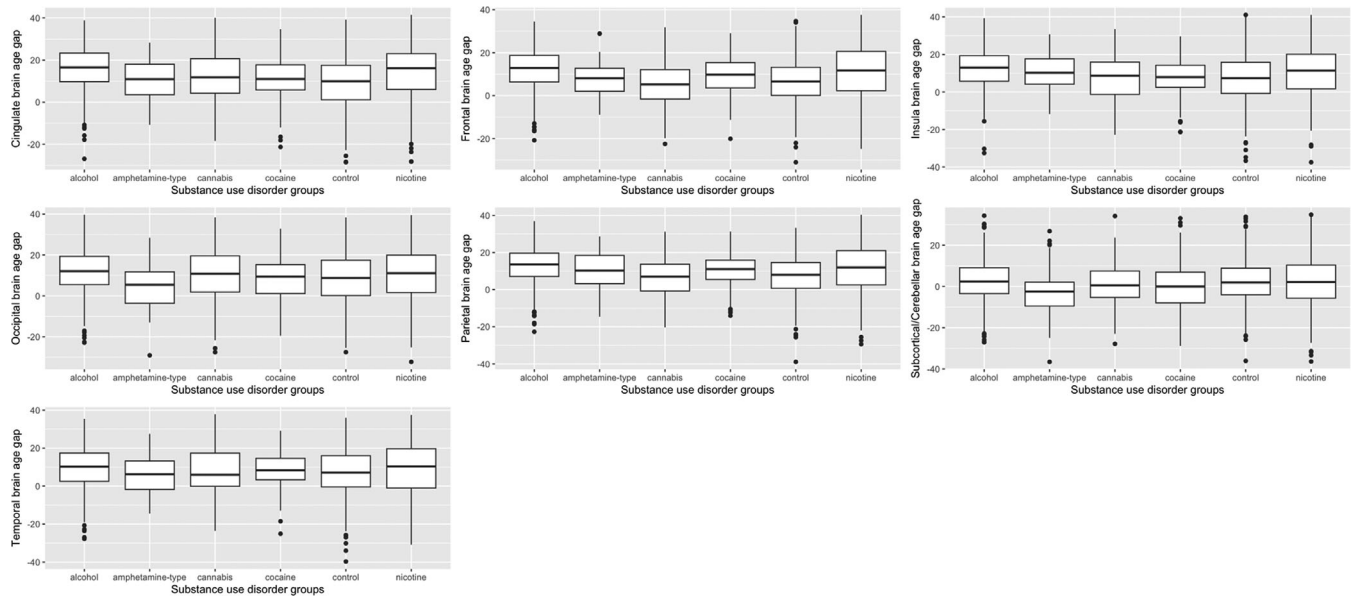 Cingulate brain age gap
40
20
0
-20
alcohol amphetamine-type cannabis cocaine control nicotine
Substance use disorder groups
Frontal brain age gap
40
20
0
-20
alcohol amphetamine-type cannabis cocaine control nicotine
Substance use disorder groups
Insula brain age gap
40
20
0
-20
-40
alcohol amphetamine-type cannabis cocaine control nicotine
Substance use disorder groups
Occipital brain age gap
40
20
0
-20
alcohol amphetamine-type cannabis cocaine control nicotine
Substance use disorder groups
Parietal brain age gap
40
20
0
-20
-40
alcohol amphetamine-type cannabis cocaine control nicotine
Substance use disorder groups
Subcortical/Cerebellar brain age gap
20
0
-20
-40
alcohol amphetamine-type cannabis cocaine control nicotine
Substance use disorder groups
Temporal brain age gap
40
20
0
-20
-40
alcohol amphetamine-type cannabis cocaine control nicotine
Substance use disorder groups